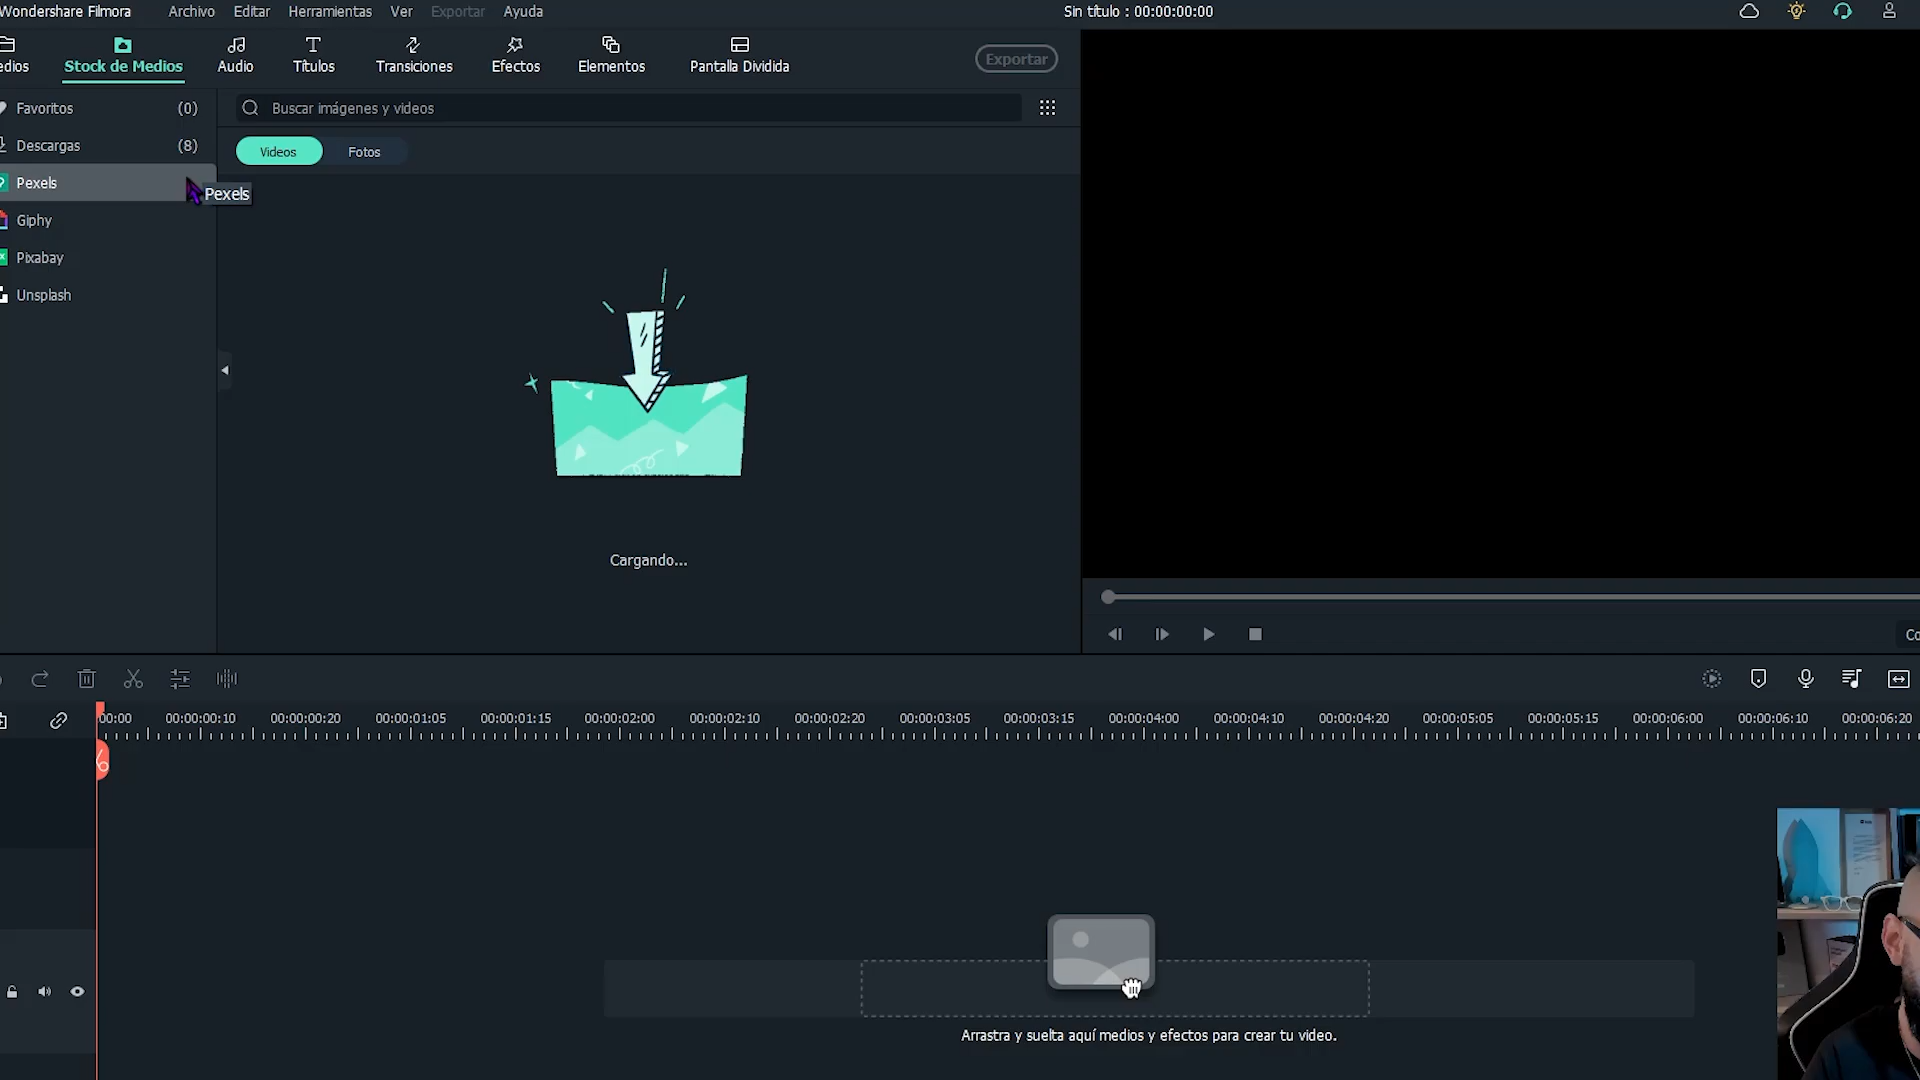 Wondershare Filmora
Archivo
Editar
Herramientas
Ver
Exportar
Ayuda
Sin título : 00:00:00:00
edios
Stock de Medios
Audio
Títulos
Transiciones
Efectos
Elementos
Pantalla Dividida
Exportar
Favoritos (0)
Buscar imágenes y videos
Descargas (8)
Videos
Fotos
Pexels
Pexels
Giphy
Pixabay
Unsplash
Cargando...
Co
00:00
00:00:00:10
00:00:00:20
00:00:01:05
00:00:01:15
00:00:02:00
00:00:02:10
00:00:02:20
00:00:03:05
00:00:03:15
00:00:04:00
00:00:04:10
00:00:04:20
00:00:05:05
00:00:05:15
00:00:06:00
00:00:06:10
00:00:06:20
Arrastra y suelta aquí medios y efectos para crear tu video.